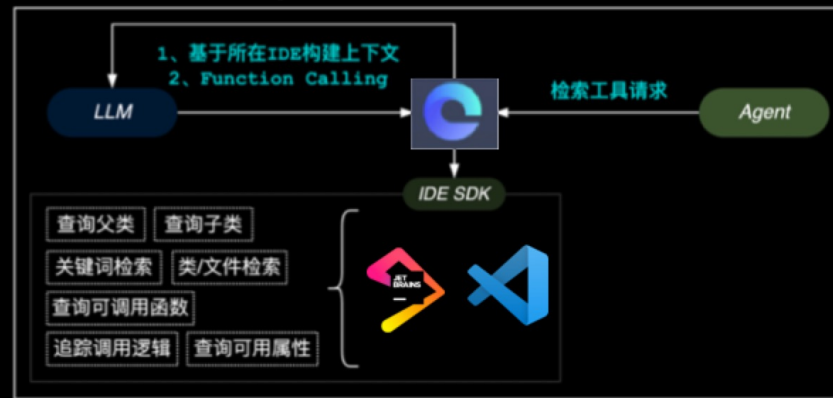 1、基于所在IDE构建上下文
2、Function Calling
LLM
检索工具请求
Agent
IDE SDK
查询父类
查询子类
关键词检索
类/文件检索
查询可调用函数
追踪调用逻辑
查询可用属性
JET
BRAINS